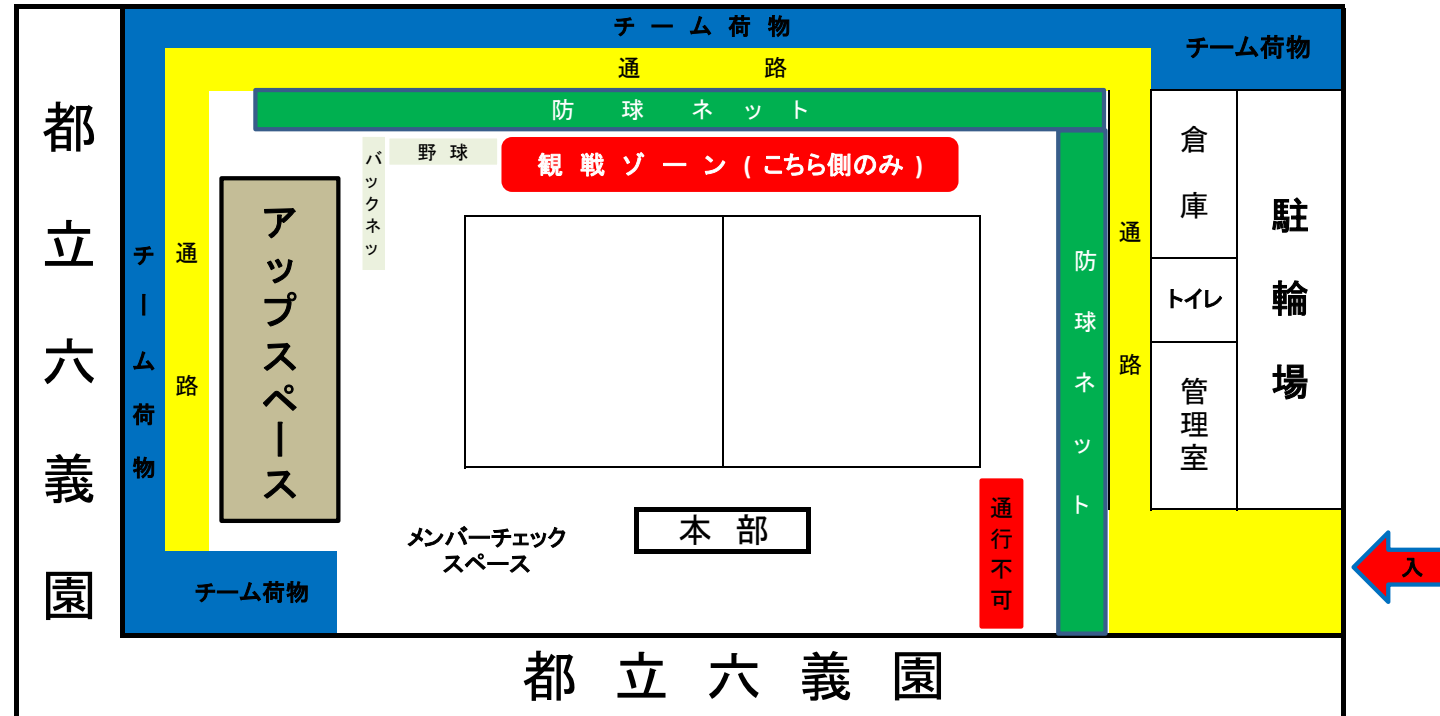 チーム荷物
チーム荷物
通路
防球ネット
都立六義園
バックネッ
野球
観戦ゾーン(こちら側のみ)
倉庫
駐輪場
アップスペース
チーム荷物
通路
防球ネット
通路
トイレ
管理室
通行不可
本部
メンバーチェック
スペース
入
チーム荷物
都立六義園